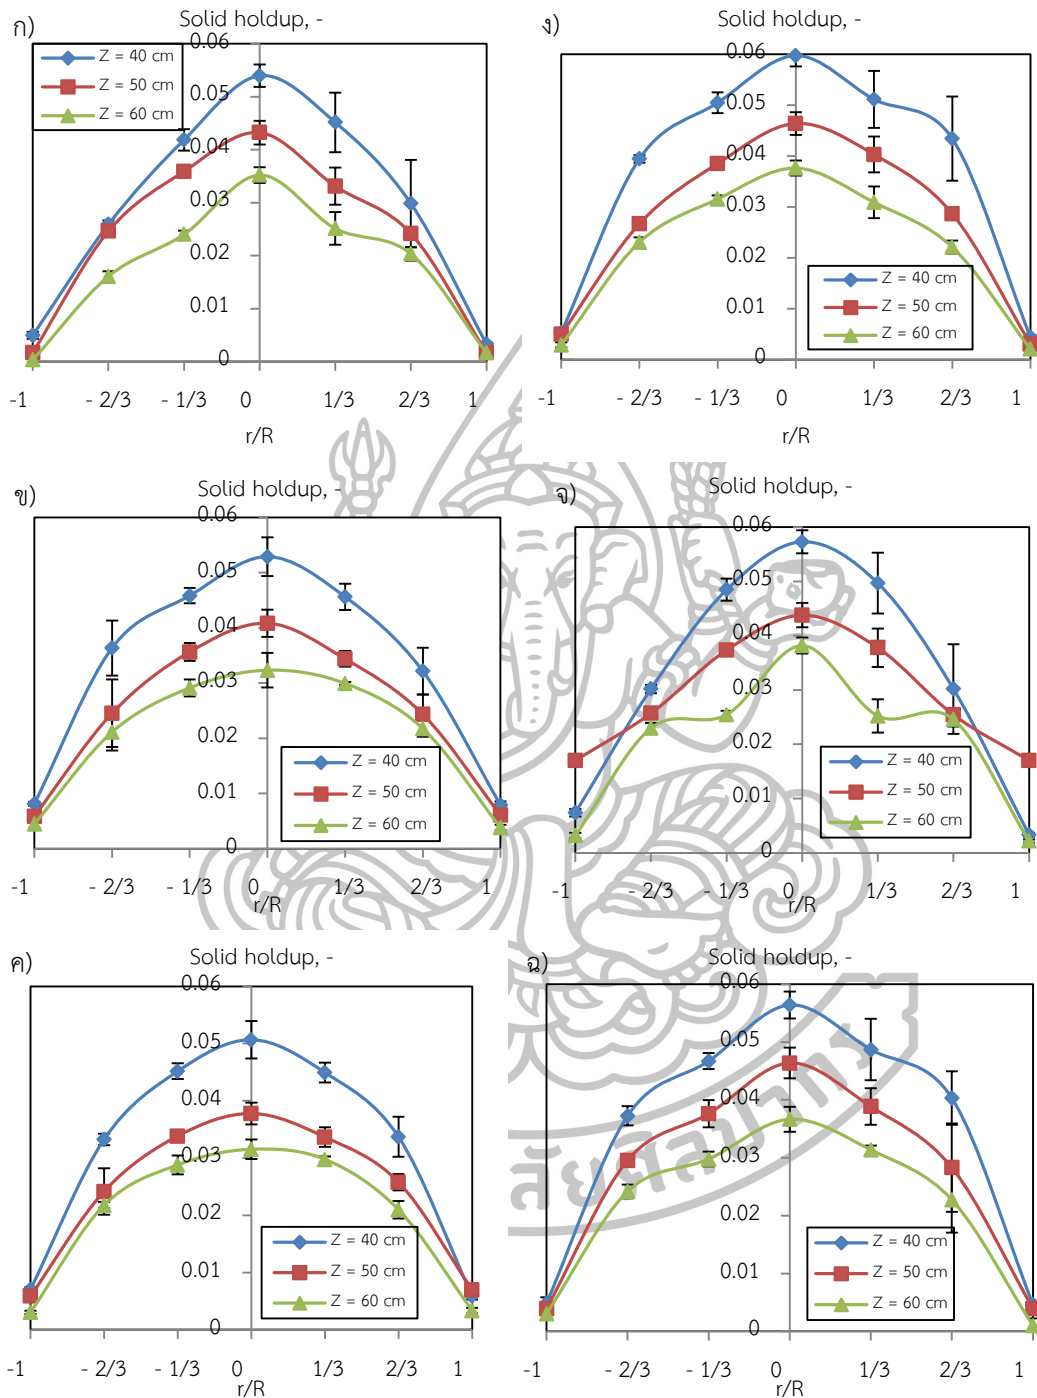 ก)
Solid holdup, -
0.06
0.05
0.04
0.03
0.02
0.01
0
Z = 40 cm
Z = 50 cm
Z = 60 cm
-1 - 2/3 - 1/3 0 1/3 2/3 1
r/R
ง)
Solid holdup, -
0.06
0.05
0.04
0.03
0.02
0.01
0
Z = 40 cm
Z = 50 cm
Z = 60 cm
-1 - 2/3 - 1/3 0 1/3 2/3 1
r/R
ข)
Solid holdup, -
0.06
0.05
0.04
0.03
0.02
0.01
0
Z = 40 cm
Z = 50 cm
Z = 60 cm
-1 - 2/3 - 1/3 0 1/3 2/3 1
r/R
จ)
Solid holdup, -
0.06
0.05
0.04
0.03
0.02
0.01
0
Z = 40 cm
Z = 50 cm
Z = 60 cm
-1 - 2/3 - 1/3 0 1/3 2/3 1
r/R
ค)
Solid holdup, -
0.06
0.05
0.04
0.03
0.02
0.01
0
Z = 40 cm
Z = 50 cm
Z = 60 cm
-1 - 2/3 - 1/3 0 1/3 2/3 1
r/R
ฉ)
Solid holdup, -
0.06
0.05
0.04
0.03
0.02
0.01
0
Z = 40 cm
Z = 50 cm
Z = 60 cm
-1 - 2/3 - 1/3 0 1/3 2/3 1
r/R